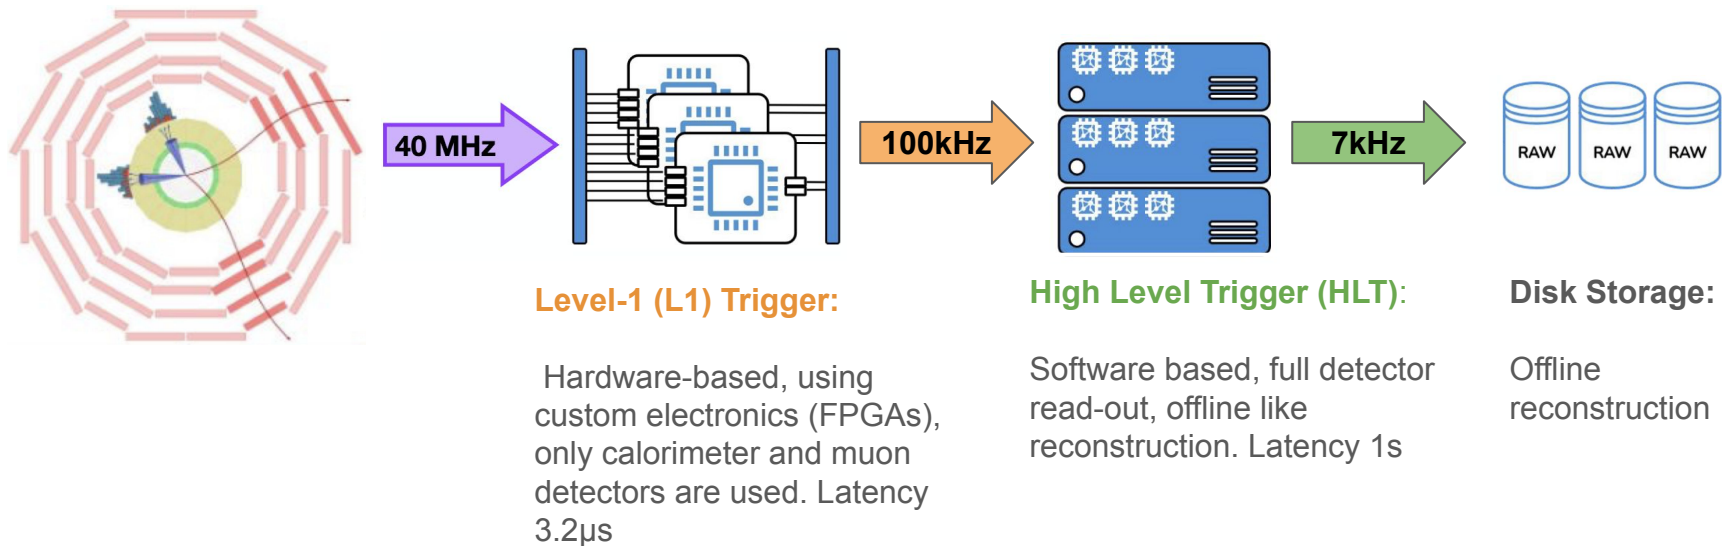 40 MHz
100kHz
7kHz
RAW
RAW
RAW
Level-1 (L1) Trigger:
Hardware-based, using
custom electronics (FPGAs),
only calorimeter and muon
detectors are used. Latency
3.2µs
High Level Trigger (HLT):
Software based, full detector
read-out, offline like
reconstruction. Latency 1s
Disk Storage:
Offline
reconstruction